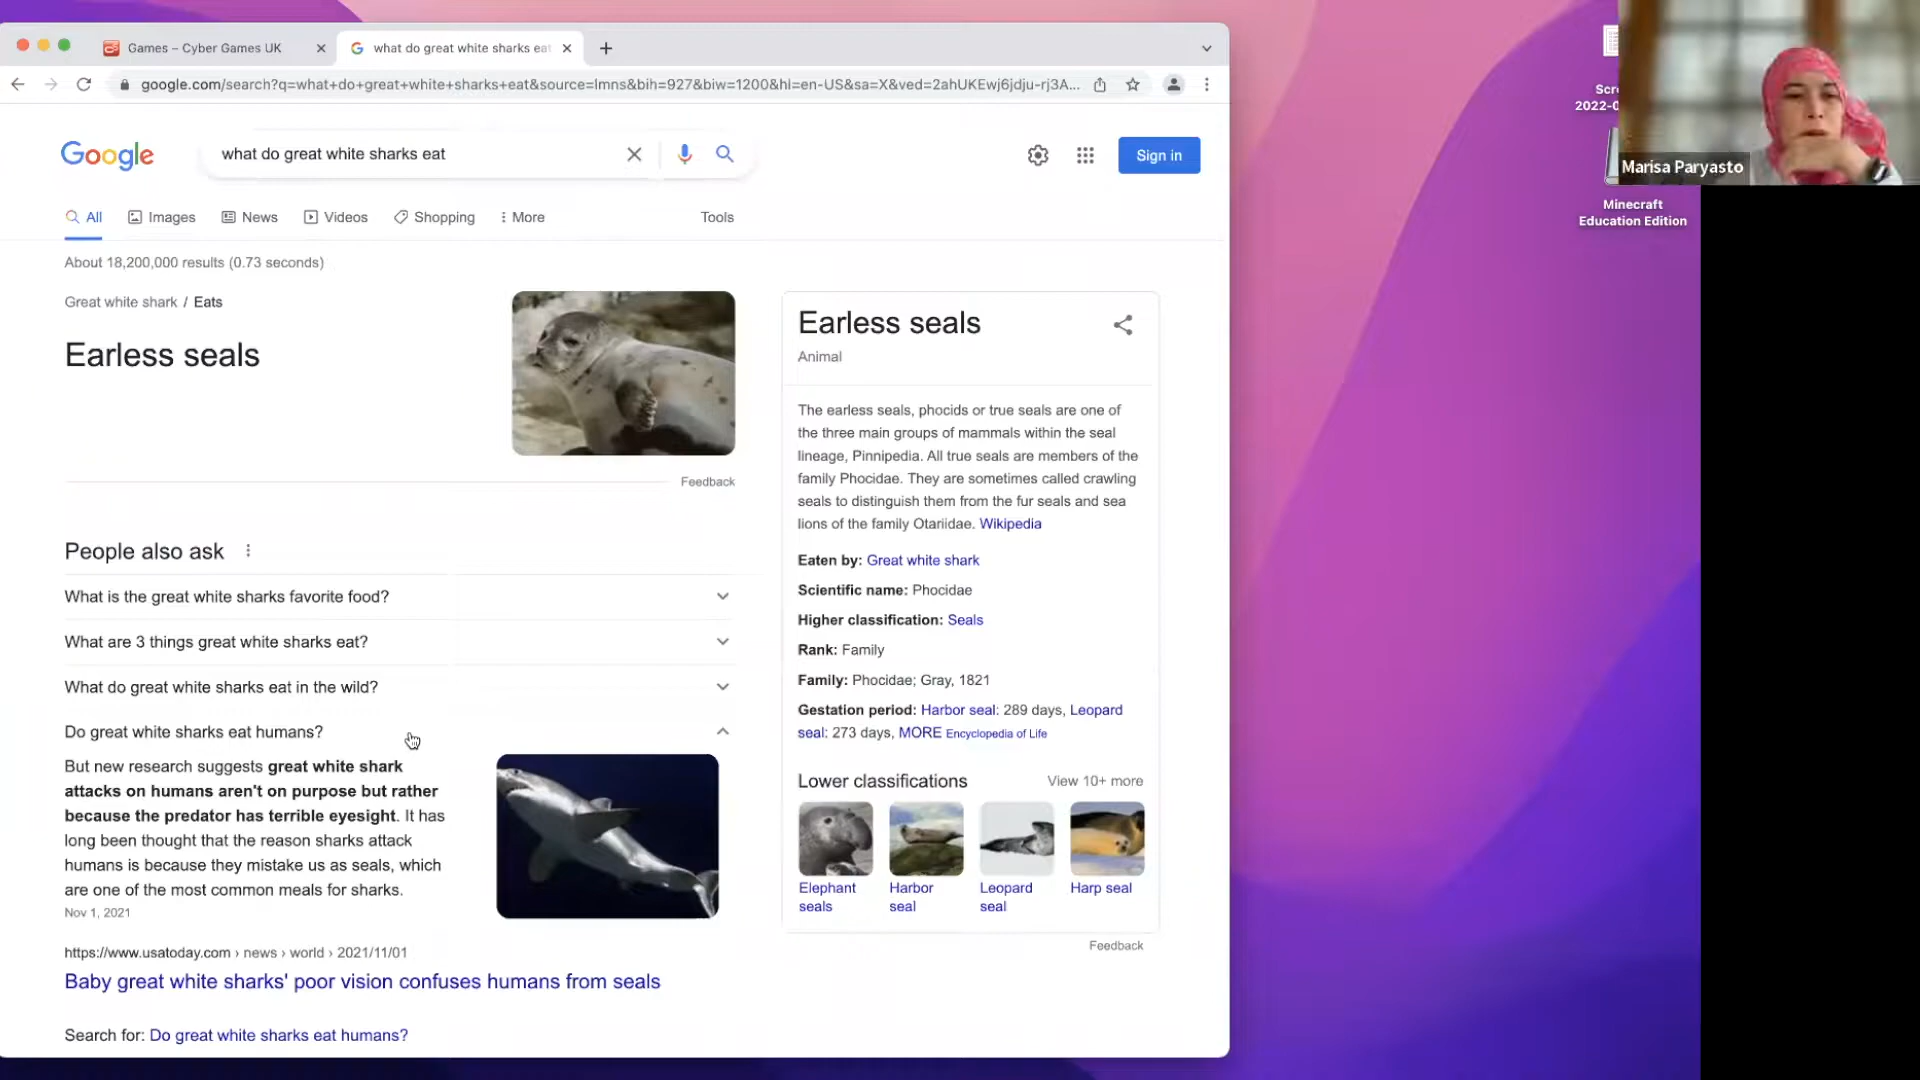 Games – Cyber Games UK
what do great white sharks eat
google.com/search?q=what+do+great+white+sharks+eat&source=lmns&bih=927&biw=1200&hl=en-US&sa=X&ved=2ahUKEwj6jdju-rj3A...
Google
what do great white sharks eat
Sign in
All
Images
News
Videos
Shopping
More
Tools
About 18,200,000 results (0.73 seconds)
Great white shark / Eats
Earless seals
Feedback
People also ask
What is the great white sharks favorite food?
What are 3 things great white sharks eat?
What do great white sharks eat in the wild?
Do great white sharks eat humans?
But new research suggests great white shark
attacks on humans aren't on purpose but rather
because the predator has terrible eyesight. It has
long been thought that the reason sharks attack
humans is because they mistake us as seals, which
are one of the most common meals for sharks.
Nov 1, 2021
https://www.usatoday.com › news › world › 2021/11/01
Baby great white sharks' poor vision confuses humans from seals
Search for: Do great white sharks eat humans?
Earless seals
Animal
The earless seals, phocids or true seals are one of
the three main groups of mammals within the seal
lineage, Pinnipedia. All true seals are members of the
family Phocidae. They are sometimes called crawling
seals to distinguish them from the fur seals and sea
lions of the family Otariidae. Wikipedia
Eaten by: Great white shark
Scientific name: Phocidae
Higher classification: Seals
Rank: Family
Family: Phocidae; Gray, 1821
Gestation period: Harbor seal: 289 days, Leopard
seal: 273 days, MORE Encyclopedia of Life
Lower classifications
View 10+ more
Elephant
seals
Harbor
seal
Leopard
seal
Harp seal
Feedback
Scre
2022-0
Marisa Paryasto
Minecraft
Education Edition